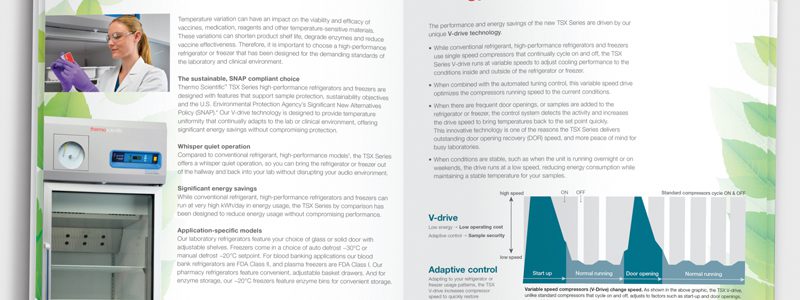 Temperature variation can have an impact on the viability and efficacy of
vaccines, medication, reagents and other temperature-sensitive materials.
These variations can shorten product shelf life, degrade enzymes and reduce
vaccine effectiveness. Therefore, it is important to choose a high-performance
refrigerator or freezer that has been designed for the demanding standards of
the laboratory and clinical environment.
The sustainable, SNAP compliant choice
Thermo Scientific™ TSX Series high-performance refrigerators and freezers are
designed with features that support sample protection, sustainability objectives
and the U.S. Environmental Protection Agency's Significant New Alternatives
Policy (SNAP).* Our V-drive technology is designed to provide temperature
uniformity that continually adapts to the lab or clinical environment, offering
significant energy savings without compromising protection.
Whisper quiet operation
Compared to conventional refrigerant, high-performance models¹, the TSX Series
offers a whisper quiet operation, so you can bring the refrigerator or freezer out
of the hallway and back into your lab without disrupting your audio environment.
Significant energy savings
While conventional refrigerant, high-performance refrigerators and freezers can
run at very high kWh/day in energy usage, the TSX Series by comparison has
been designed to reduce energy usage without compromising performance.
Application-specific models
Our laboratory refrigerators feature your choice of glass or solid door with
adjustable shelves. Freezers come in a choice of auto defrost −30°C or
manual defrost −20°C setpoint. For blood banking applications our blood
bank refrigerators are FDA Class II, and plasma freezers are FDA Class I. Our
pharmacy refrigerators feature convenient, adjustable basket drawers. And for
enzyme storage, our −20°C freezers feature enzyme bins for convenient storage.
thermo
The performance and energy savings of the new TSX Series are driven by our
unique V-drive technology.
• While conventional refrigerant, high-performance refrigerators and freezers
use single speed compressors that continually cycle on and off, the TSX
Series V-drive runs at variable speeds to adjust cooling performance to the
conditions inside and outside of the refrigerator or freezer.
• When combined with the automated tuning control, this variable speed drive
optimizes the compressors running speed to the current conditions.
• When there are frequent door openings, or samples are added to the
refrigerator or freezer, the control system detects the activity and increases
the drive speed to bring temperatures back to the set point quickly.
This innovative technology is one of the reasons the TSX Series delivers
outstanding door opening recovery (DOR) speed, and more peace of mind for
busy laboratories.
• When conditions are stable, such as when the unit is running overnight or on
weekends, the drive runs at a low speed, reducing energy consumption while
maintaining a stable temperature for your samples.
high speed
ON OFF
Standard compressors cycle ON & OFF
V-drive
Low energy → Low operating cost
Adaptive control → Sample security
low speed
Start up
Normal running
Door opening
Normal running
Adaptive control
Adapting to your refrigerator or
freezer usage patterns, the TSX
V-drive increases compressor
speed to quickly restore
Variable speed compressors (V-Drive) change speed. As shown in the above graphic, the TSX V-drive,
unlike standard compressors that cycle on and off, adjusts to factors such as start-up and door openings.